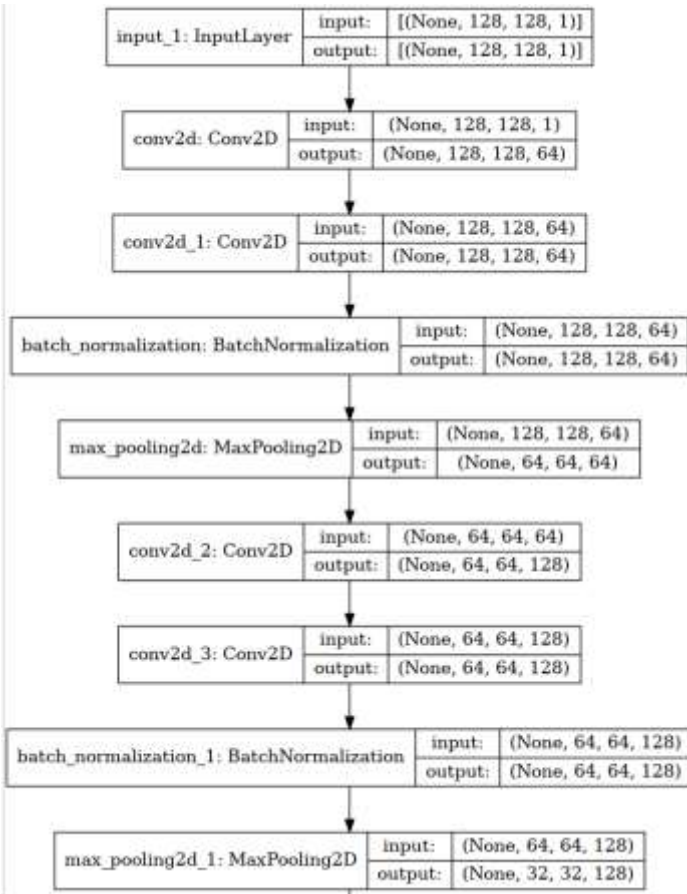 input_1: InputLayer
input: [(None, 128, 128, 1)]
output: [(None, 128, 128, 1)]
conv2d: Conv2D
input: (None, 128, 128, 1)
output: (None, 128, 128, 64)
conv2d_1: Conv2D
input: (None, 128, 128, 64)
output: (None, 128, 128, 64)
batch_normalization: BatchNormalization
input: (None, 128, 128, 64)
output: (None, 128, 128, 64)
max_pooling2d: MaxPooling2D
input: (None, 128, 128, 64)
output: (None, 64, 64, 64)
conv2d_2: Conv2D
input: (None, 64, 64, 64)
output: (None, 64, 64, 128)
conv2d_3: Conv2D
input: (None, 64, 64, 128)
output: (None, 64, 64, 128)
batch_normalization_1: BatchNormalization
input: (None, 64, 64, 128)
output: (None, 64, 64, 128)
max_pooling2d_1: MaxPooling2D
input: (None, 64, 64, 128)
output: (None, 32, 32, 128)